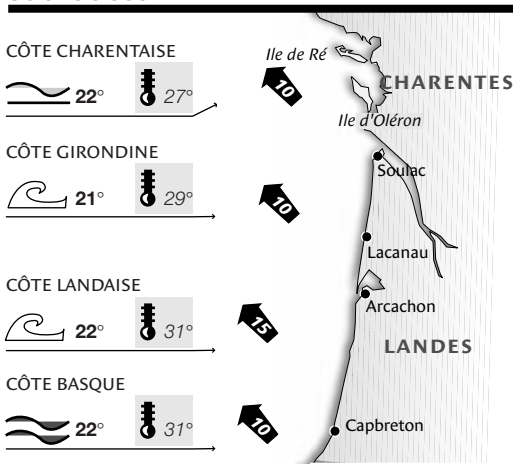 CÔTE CHARENTAISE
22° 27° 10
CÔTE GIRONDINE
21° 29° 10
CÔTE LANDAISE
22° 31° 15
CÔTE BASQUE
22° 31° 10
Ile de Ré
CHARENTES
Ile d'Oléron
Soulac
Lacanau
Arcachon
LANDES
Capbreton